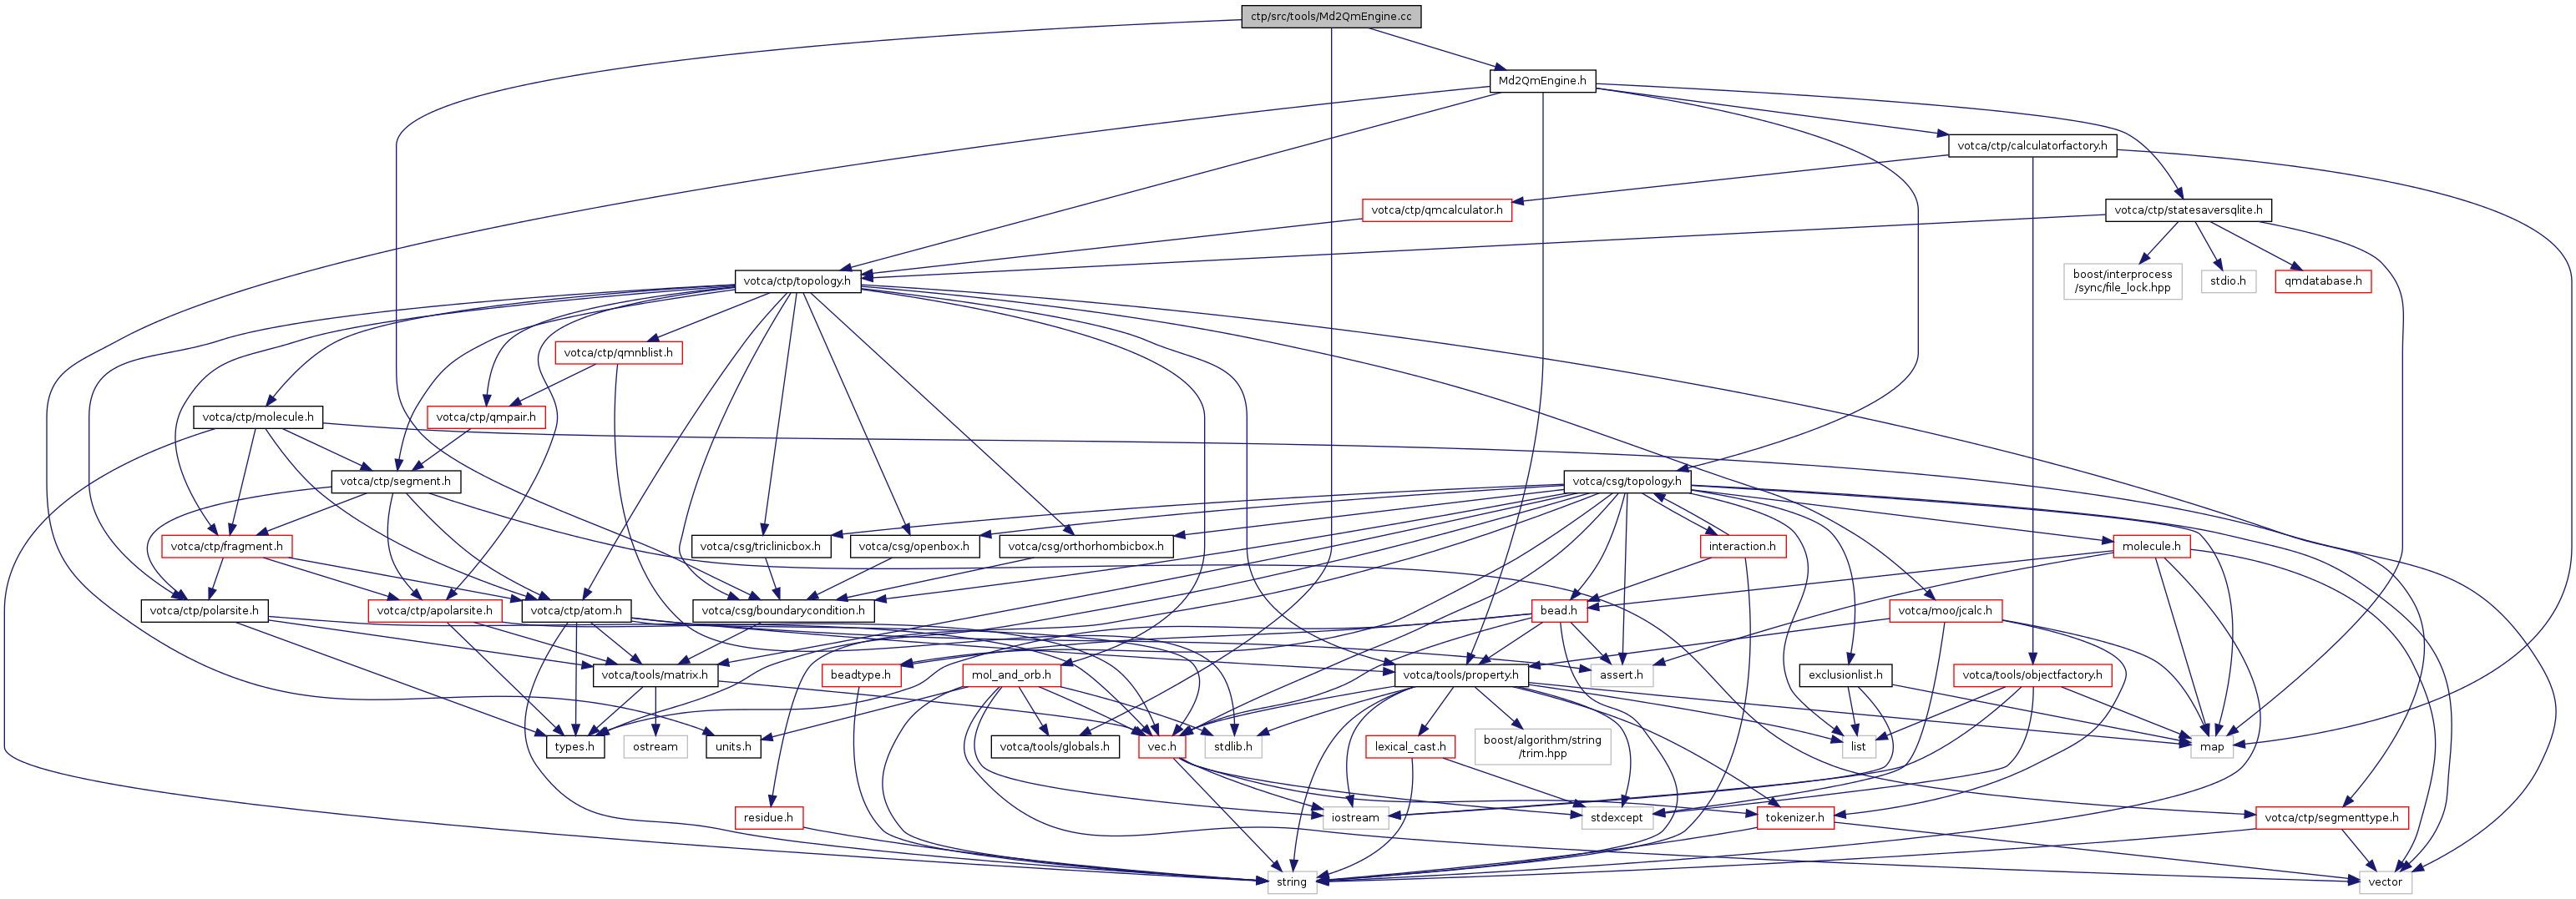 ctp/src/tools/Md2QmEngine.cc
Md2QmEngine.h
votca/ctp/calculatorfactory.h
votca/ctp/qmcalculator.h
votca/ctp/statesaversqlite.h
votca/ctp/topology.h
boost/interprocess
/sync/file_lock.hpp
stdio.h
qmdatabase.h
votca/ctp/qmnblist.h
votca/ctp/molecule.h
votca/ctp/qmpair.h
votca/ctp/segment.h
votca/csg/topology.h
votca/ctp/fragment.h
votca/csg/triclinicbox.h
votca/csg/openbox.h
votca/csg/orthorhombicbox.h
interaction.h
molecule.h
votca/ctp/polarsite.h
votca/ctp/apolarsite.h
votca/ctp/atom.h
votca/csg/boundarycondition.h
bead.h
votca/moo/jcalc.h
votca/tools/matrix.h
beadtype.h
mol_and_orb.h
votca/tools/property.h
assert.h
exclusionlist.h
votca/tools/objectfactory.h
types.h
ostream
units.h
votca/tools/globals.h
vec.h
stdlib.h
lexical_cast.h
boost/algorithm/string
/trim.hpp
list
map
residue.h
iostream
stdexcept
tokenizer.h
votca/ctp/segmenttype.h
string
vector